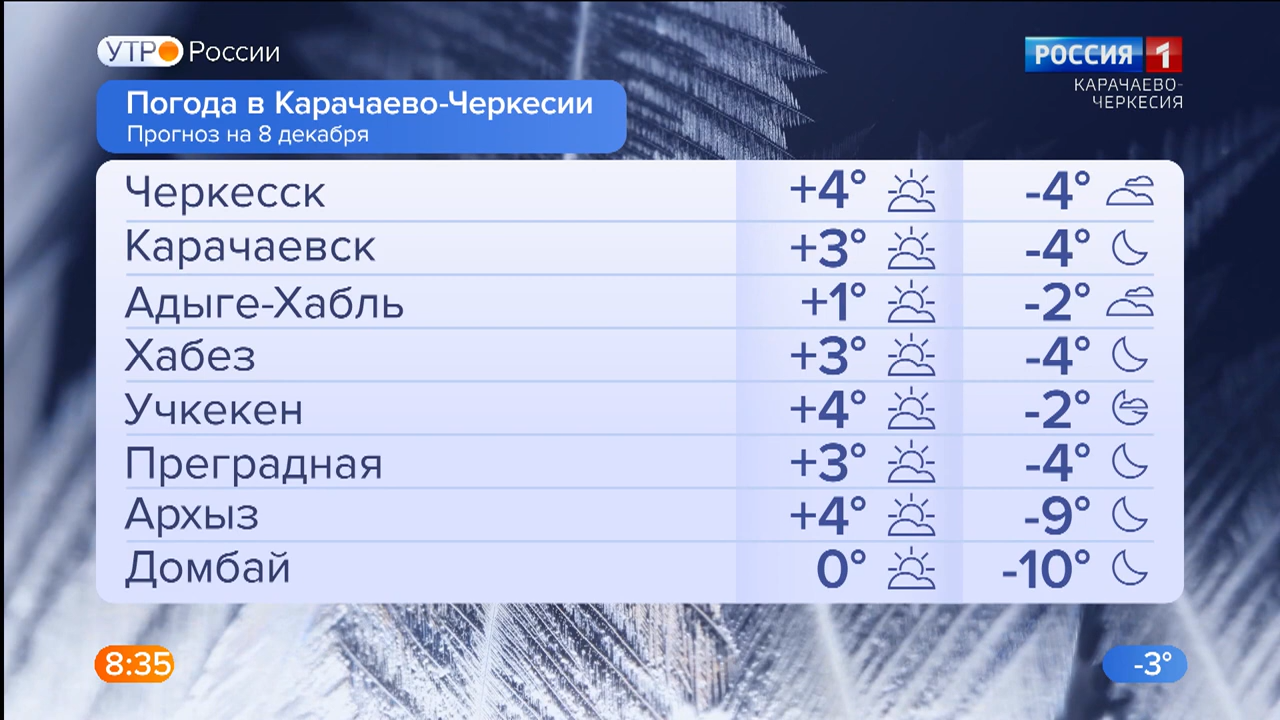 УТРО России
РОССИЯ 1
КАРАЧАЕВО-
ЧЕРКЕСИЯ
Погода в Карачаево-Черкесии
Прогноз на 8 декабря
Черкесск +4° -4°
Карачаевск +3° -4°
Адыге-Хабль +1° -2°
Хабез +3° -4°
Учкекен +4° -2°
Преградная +3° -4°
Архыз +4° -9°
Домбай 0° -10°
8:35 -3°